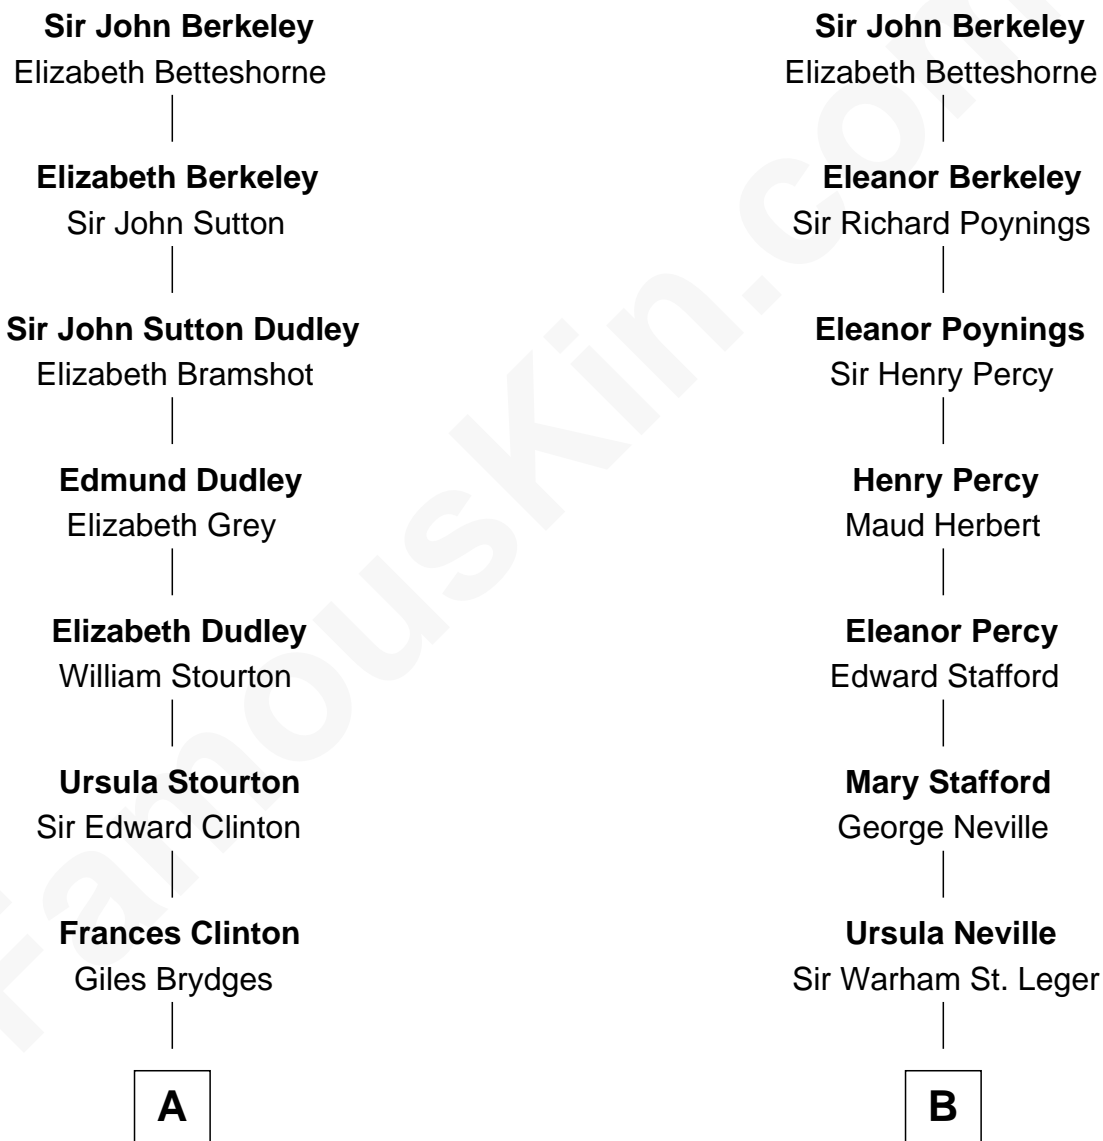 Sir John Berkeley
Elizabeth Betteshorne
Elizabeth Berkeley
Sir John Sutton
Sir John Sutton Dudley
Elizabeth Bramshot
Edmund Dudley
Elizabeth Grey
Elizabeth Dudley
William Stourton
Ursula Stourton
Sir Edward Clinton
Frances Clinton
Giles Brydges
A
Sir John Berkeley
Elizabeth Betteshorne
Eleanor Berkeley
Sir Richard Poynings
Eleanor Poynings
Sir Henry Percy
Henry Percy
Maud Herbert
Eleanor Percy
Edward Stafford
Mary Stafford
George Neville
Ursula Neville
Sir Warham St. Leger
B
FamousKin.com